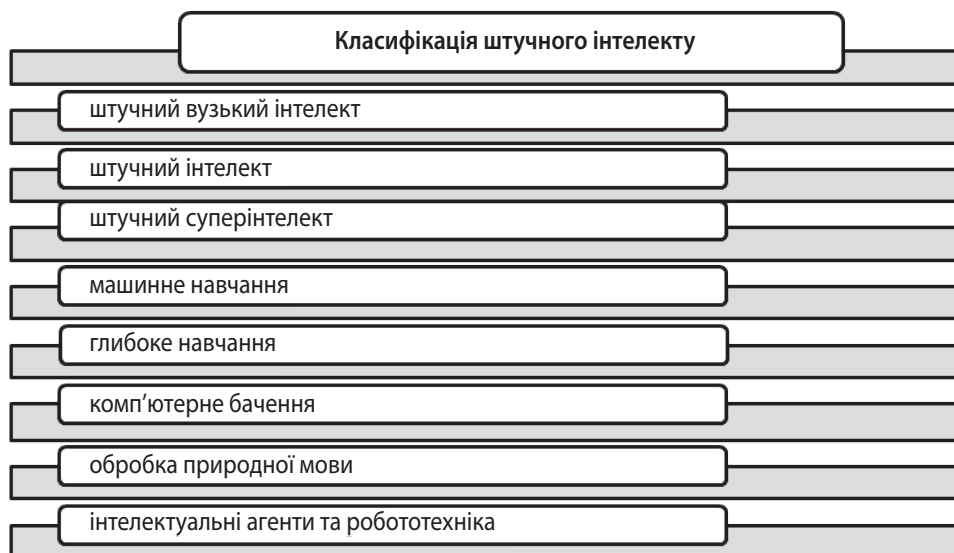 Класифікація штучного інтелекту
штучний вузький інтелект
штучний інтелект
штучний суперінтелект
машинне навчання
глибоке навчання
комп’ютерне бачення
обробка природної мови
інтелектуальні агенти та робототехніка